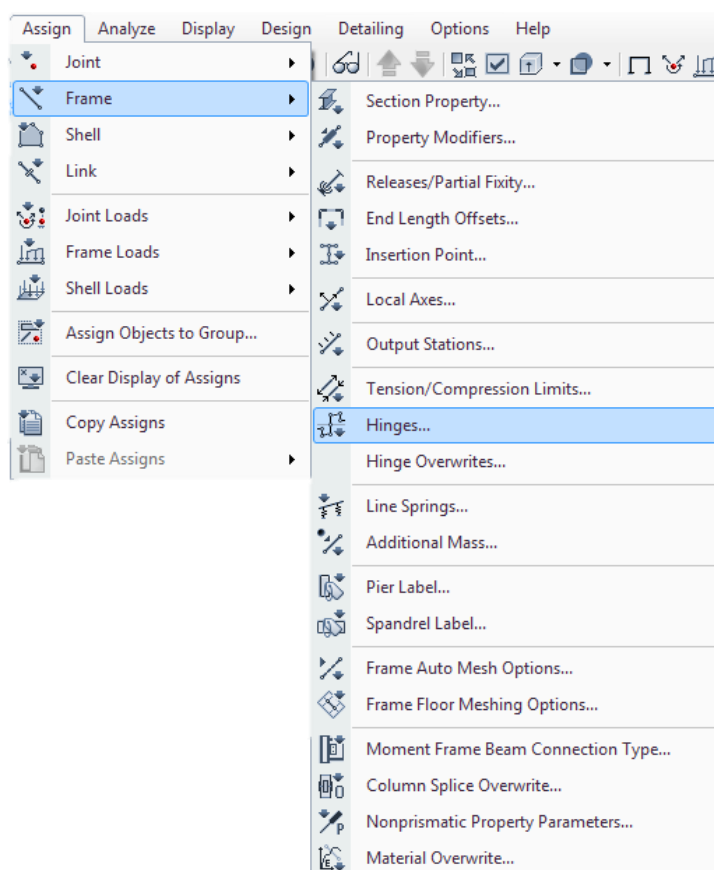 Assign Analyze Display Design Detailing Options Help
Joint
Frame
Shell
Link
Joint Loads
Frame Loads
Shell Loads
Assign Objects to Group...
Clear Display of Assigns
Copy Assigns
Paste Assigns
Section Property...
Property Modifiers...
Releases/Partial Fixity...
End Length Offsets...
Insertion Point...
Local Axes...
Output Stations...
Tension/Compression Limits...
Hinges...
Hinge Overwrites...
Line Springs...
Additional Mass...
Pier Label...
Spandrel Label...
Frame Auto Mesh Options...
Frame Floor Meshing Options...
Moment Frame Beam Connection Type...
Column Splice Overwrite...
Nonprismatic Property Parameters...
Material Overwrite...